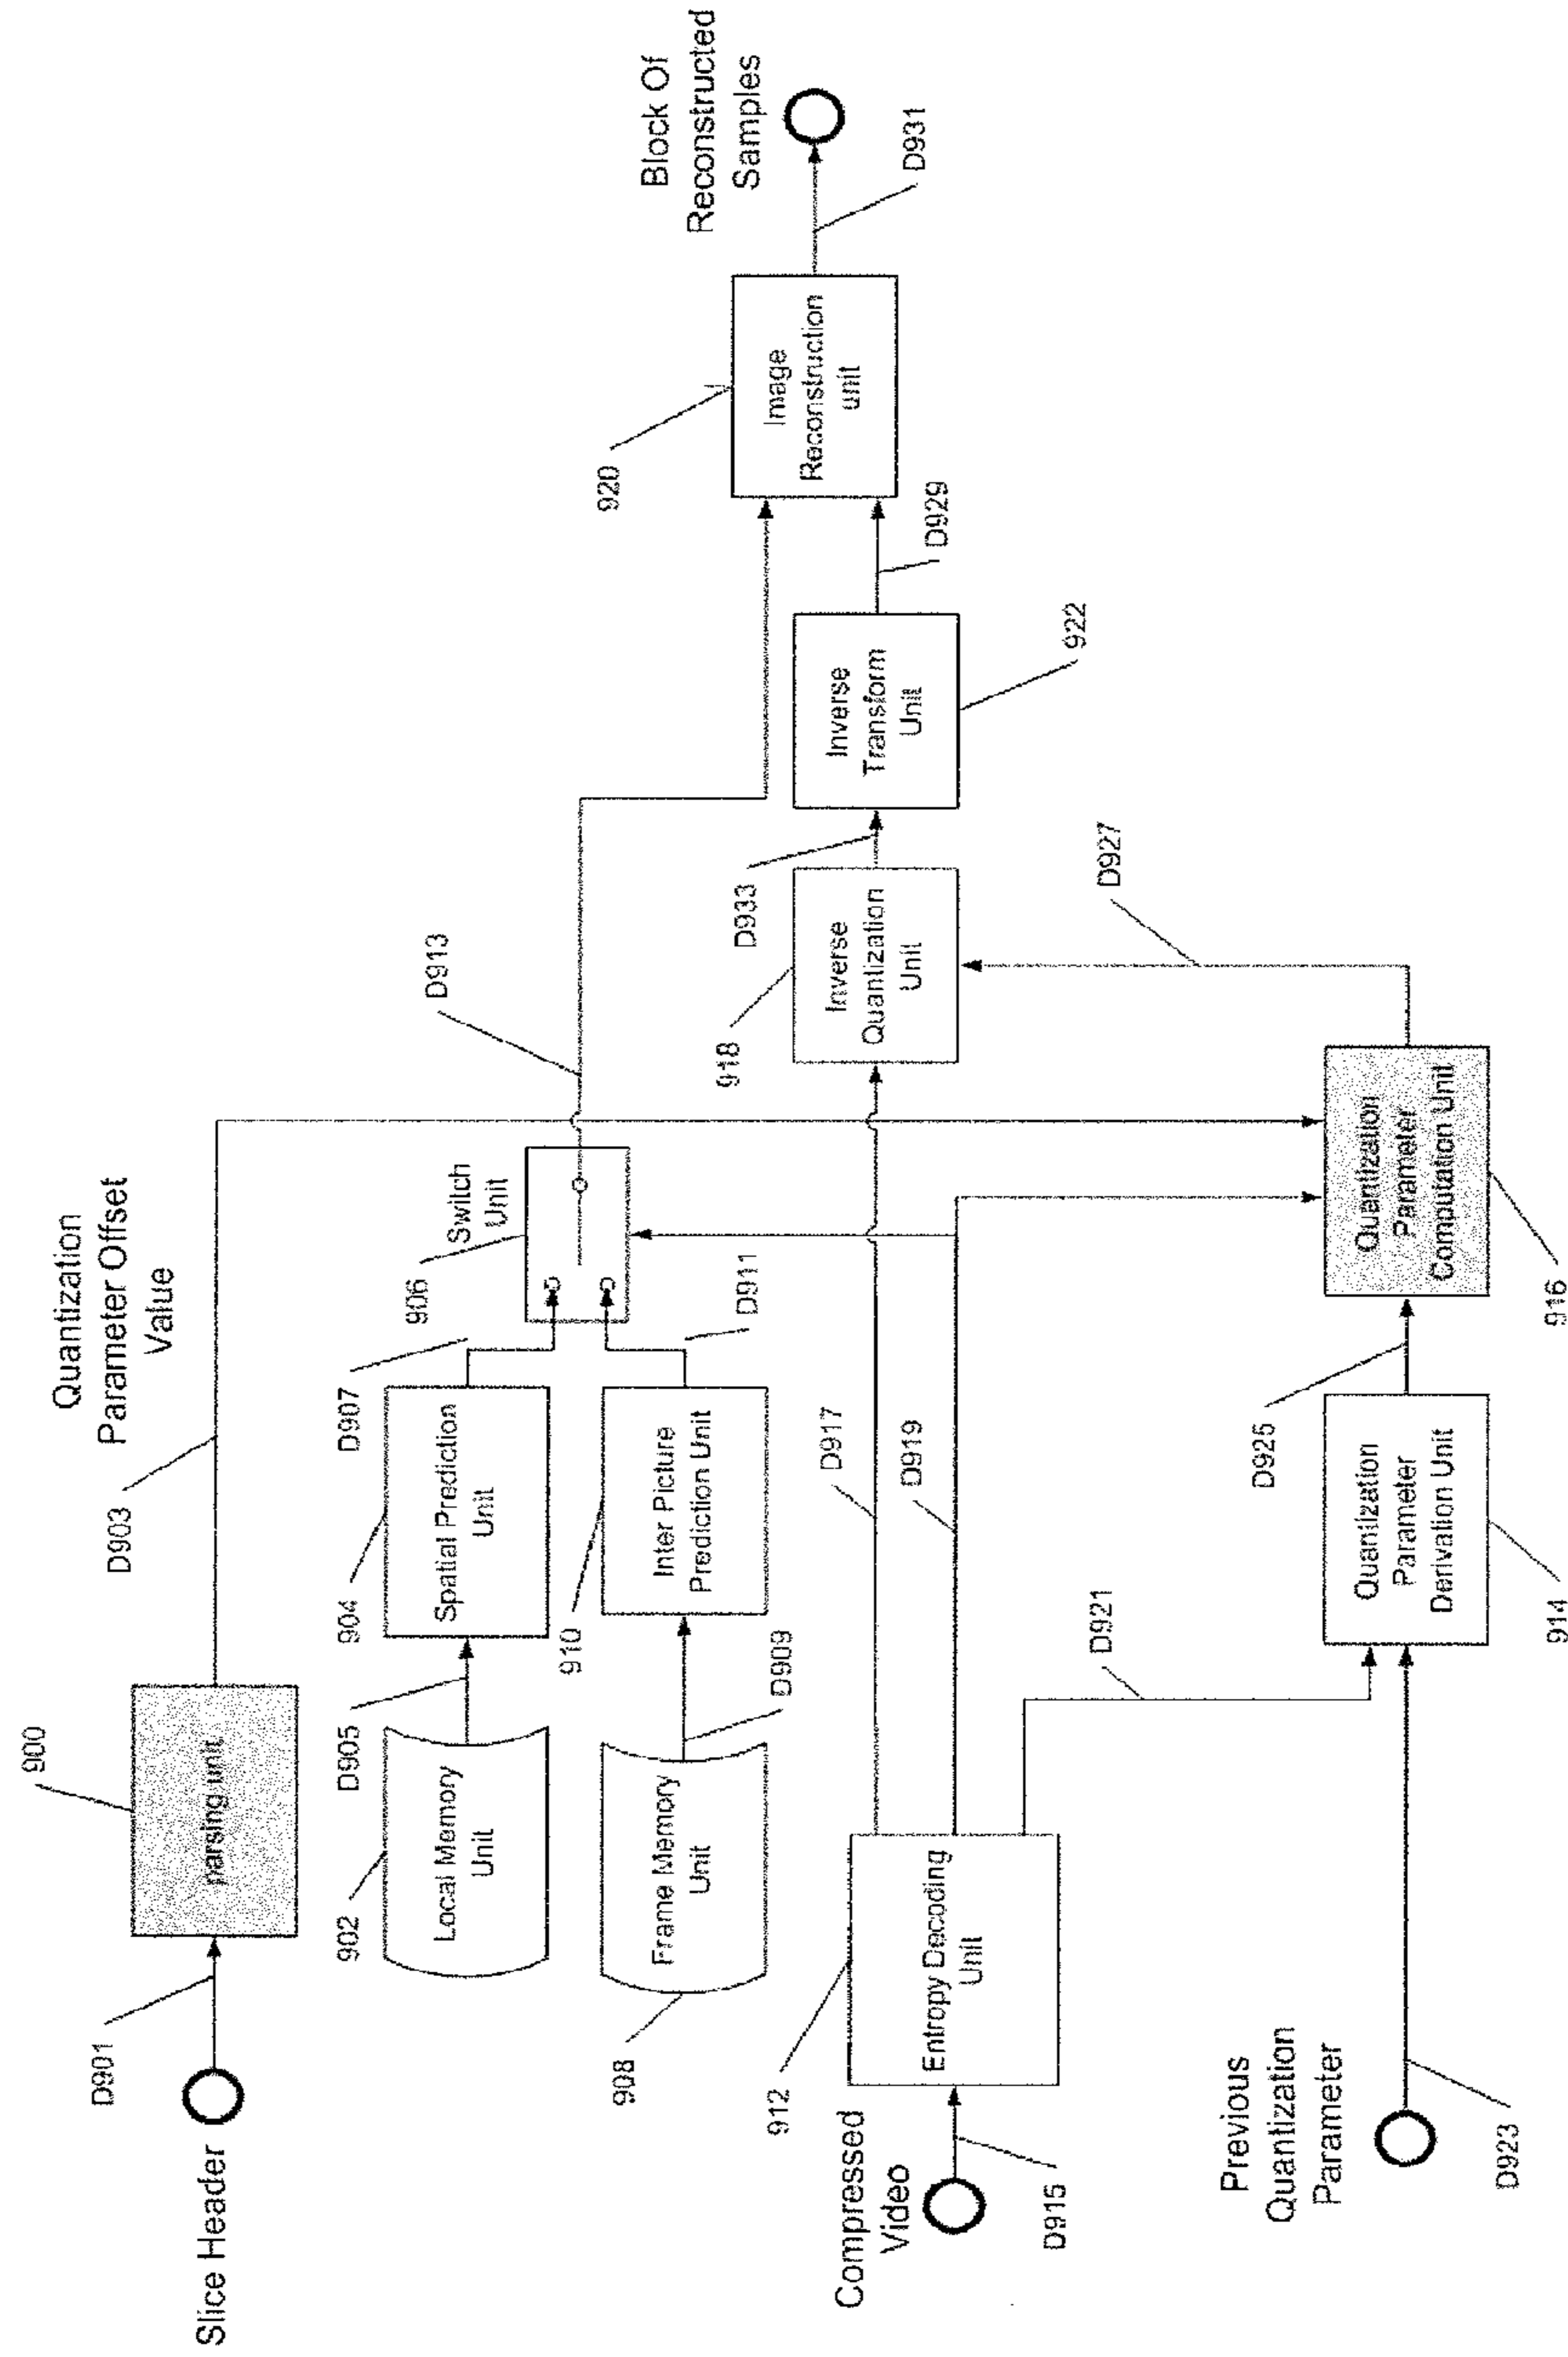 Slice Header
D901
900
parsing unit
Quantization
Parameter Offset
Value
D903
902
Local Memory
Unit
D905
904
Spatial Prediction
Unit
D907
906
Switch
Unit
D913
908
Frame Memory
Unit
D909
910
Inter Picture
Prediction Unit
D911
Compressed
Video
D915
912
Entropy Decoding
Unit
D917
D919
D921
918
Inverse
Quantization
Unit
D933
Inverse
Transform
Unit
922
D929
920
Image
Reconstruction
unit
D931
Block Of
Reconstructed
Samples
Previous
Quantization
Parameter
D923
Quantization
Parameter
Derivation Unit
914
D925
Quantization
Parameter
Computation Unit
916
D927